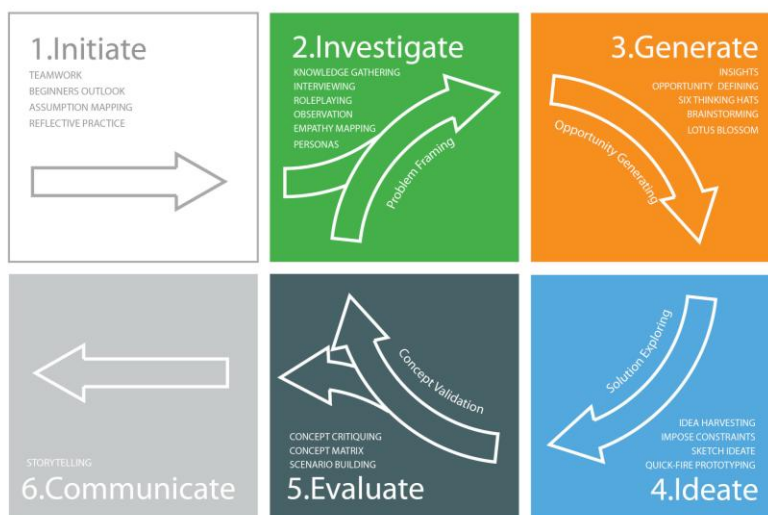 1.Initiate
TEAMWORK
BEGINNERS OUTLOOK
ASSUMPTION MAPPING
REFLECTIVE PRACTICE
2.Investigate
KNOWLEDGE GATHERING
INTERVIEWING
ROLEPLAYING
OBSERVATION
EMPATHY MAPPING
PERSONAS
Problem Framing
3.Generate
INSIGHTS
OPPORTUNITY DEFINING
SIX THINKING HATS
BRAINSTORMING
LOTUS BLOSSOM
Opportunity Generating
Solution Exploring
IDEA HARVESTING
IMPOSE CONSTRAINTS
SKETCH IDEATE
QUICK-FIRE PROTOTYPING
4.Ideate
Concept Validation
CONCEPT CRITIQUING
CONCEPT MATRIX
SCENARIO BUILDING
5.Evaluate
STORYTELLING
6.Communicate